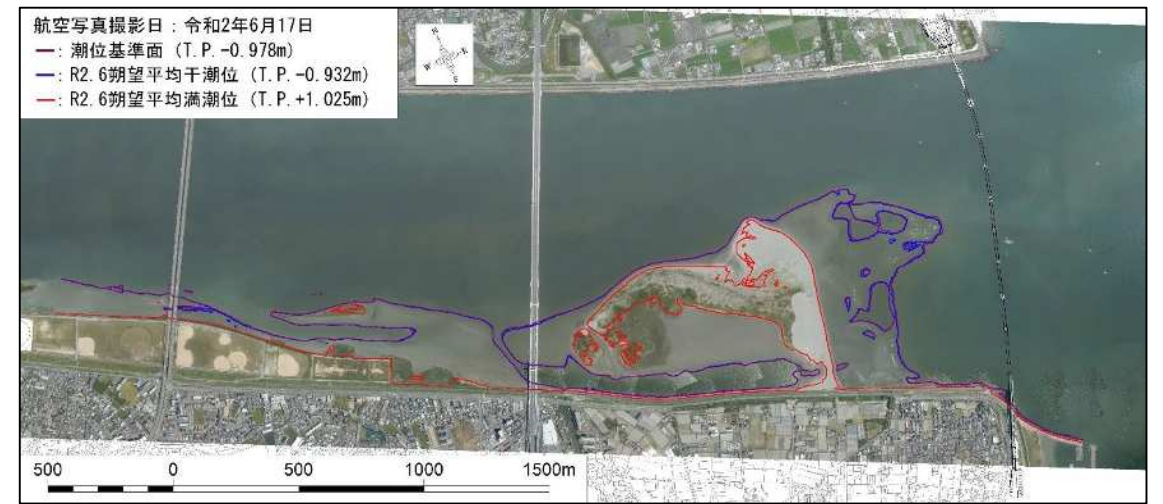 航空写真撮影日：令和2年6月17日
―: 潮位基準面 (T.P.-0.978m)
―: R2.6朔望平均干潮位 (T.P.-0.932m)
―: R2.6朔望平均満潮位 (T.P.+1.025m)
N
E
W
S
500 0 500 1000 1500m